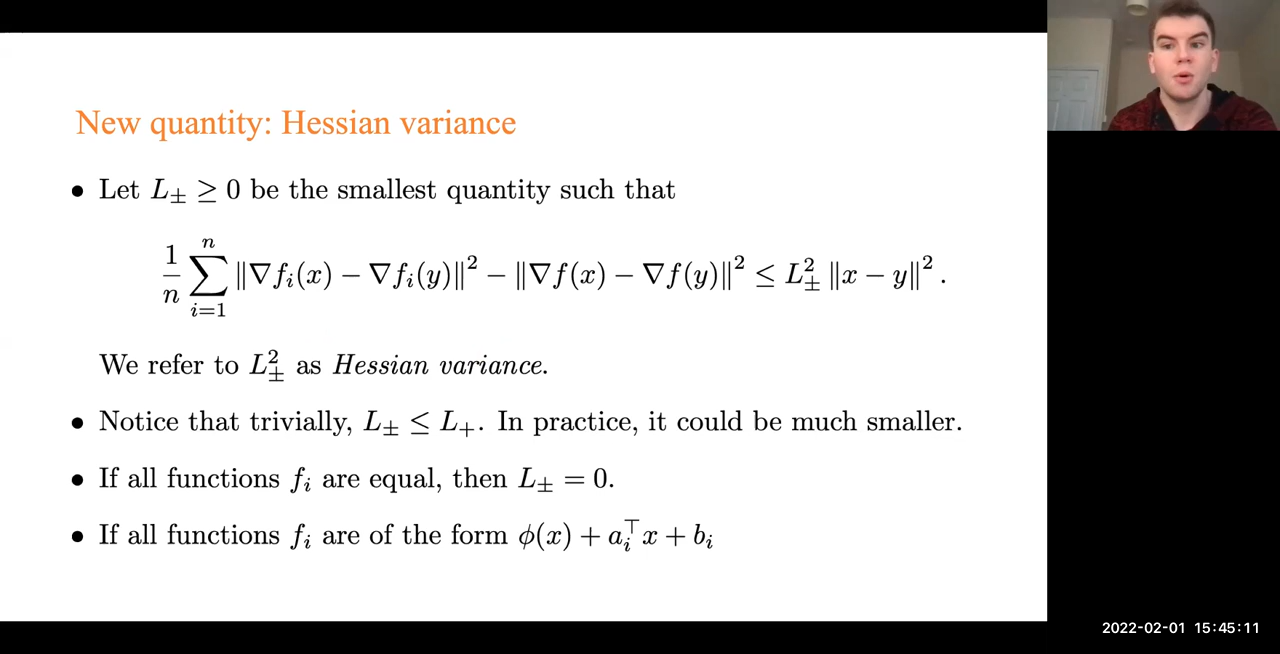 New quantity: Hessian variance
• Let L± ≥ 0 be the smallest quantity such that
1/n ∑_{i=1}^{n} ‖∇f_i(x) − ∇f_i(y)‖² − ‖∇f(x) − ∇f(y)‖² ≤ L²± ‖x − y‖² .
We refer to L²± as Hessian variance.
• Notice that trivially, L± ≤ L₊. In practice, it could be much smaller.
• If all functions f_i are equal, then L± = 0.
• If all functions f_i are of the form ϕ(x) + a_i^⊤ x + b_i
2022-02-01 15:45:11